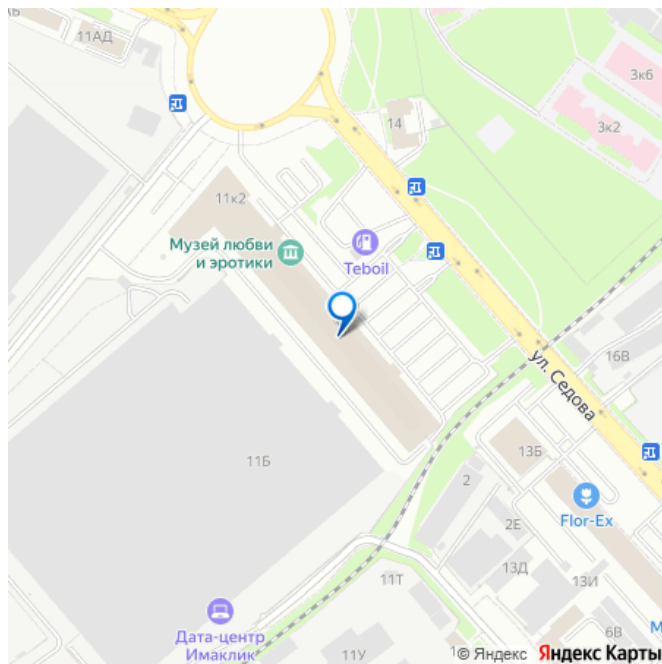 11АД
3к6
3к2
14
11к2
Музей любви
и эротики
Teboil
ул. Седова
16В
11Б
13Б
2
Flor-Ex
2Е
13Д
13И
11Т
Дата-центр
Имаклик
11У
6В
© Яндекс Яндекс Карты